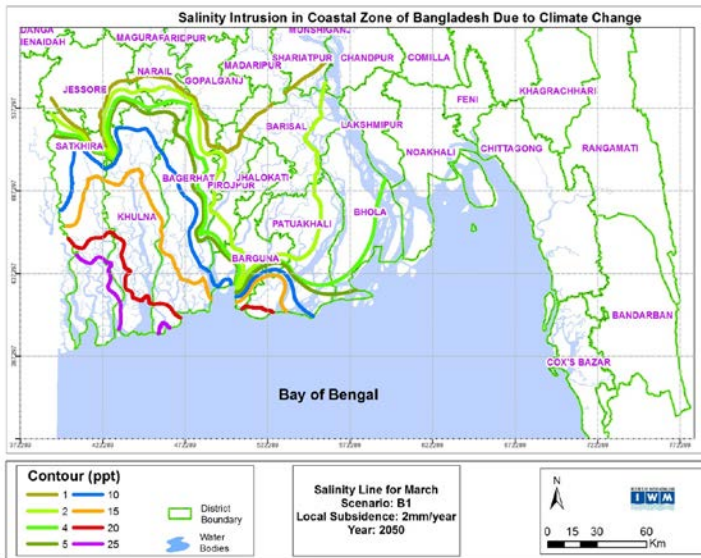 Salinity Intrusion in Coastal Zone of Bangladesh Due to Climate Change
MUNSHIGANJ
MAGURA
FARIDPUR
SHARIATPUR
CHANDPUR
COMILLA
MADARIPUR
NARAIL
GOPALGANJ
JESSORE
FENI
KHAGRACHHARI
BARISAL
LAKSHMIPUR
SATKHIRA
NOAKHALI
CHITTAGONG
RANGAMATI
BAGERHAT
PIROJPUR
JHALOKATI
KHULNA
PATUAKHALI
BHOLA
BARGUNA
BANDARBAN
COX'S BAZAR
Bay of Bengal
Contour (ppt)
1 10
2 15
4 20
5 25
District
Boundary
Water
Bodies
Salinity Line for March
Scenario: B1
Local Subsidence: 2mm/year
Year: 2050
N
IWM
0 15 30 60
Km